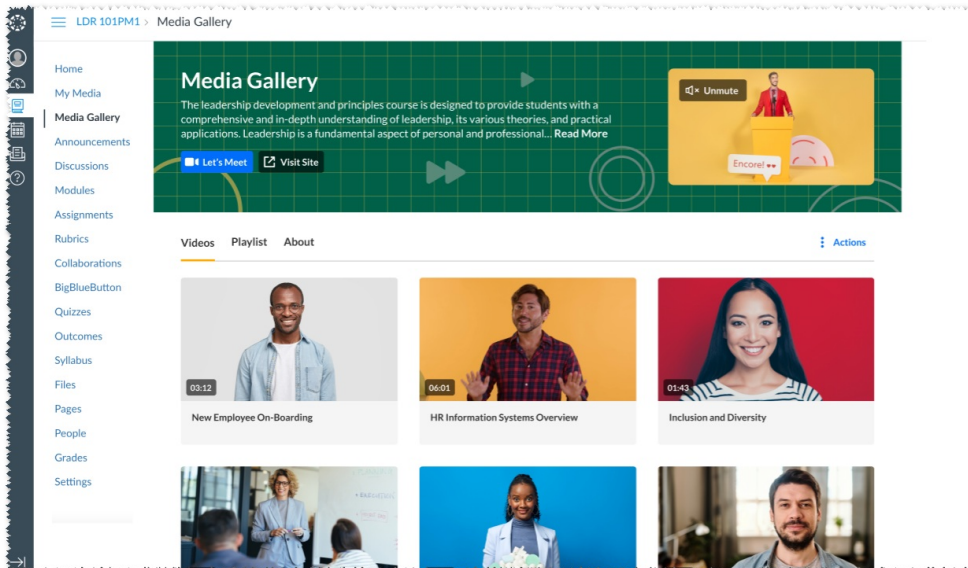 LDR 101PM1 › Media Gallery
Home
My Media
Media Gallery
Announcements
Discussions
Modules
Assignments
Rubrics
Collaborations
BigBlueButton
Quizzes
Outcomes
Syllabus
Files
Pages
People
Grades
Settings
Media Gallery
The leadership development and principles course is designed to provide students with a
comprehensive and in-depth understanding of leadership, its various theories, and practical
applications. Leadership is a fundamental aspect of personal and professional... Read More
Let's Meet Visit Site
Unmute
Encore!
Videos Playlist About Actions
03:12 06:01 01:43
New Employee On-Boarding HR Information Systems Overview Inclusion and Diversity